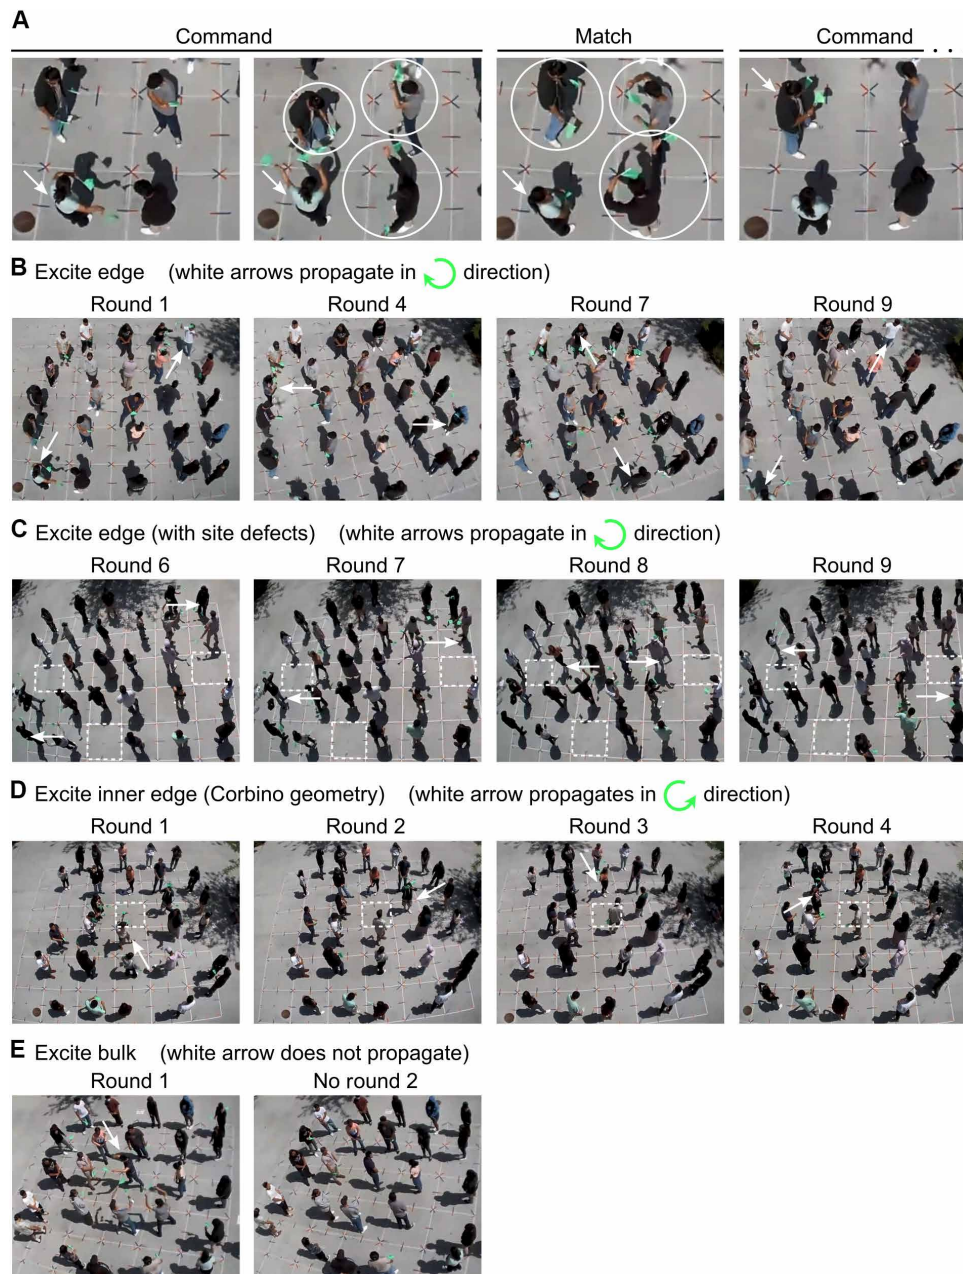 A
Command Match Command . . .
B Excite edge (white arrows propagate in direction)
Round 1 Round 4 Round 7 Round 9
C Excite edge (with site defects) (white arrows propagate in direction)
Round 6 Round 7 Round 8 Round 9
D Excite inner edge (Corbino geometry) (white arrow propagates in direction)
Round 1 Round 2 Round 3 Round 4
E Excite bulk (white arrow does not propagate)
Round 1 No round 2